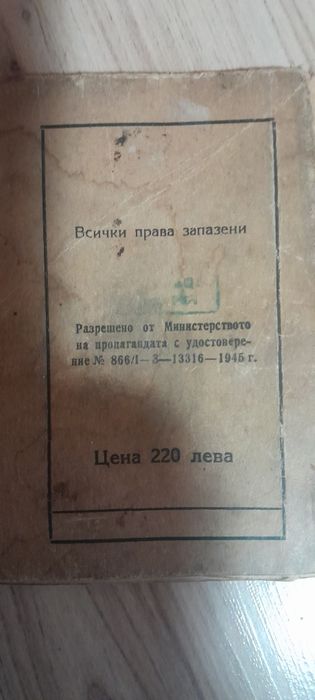 Всички права запазени
Разрешено от Министерството
на пропагандата с удостовере-
ние № 866/1—3—13316—1945 г.
Цена 220 лева